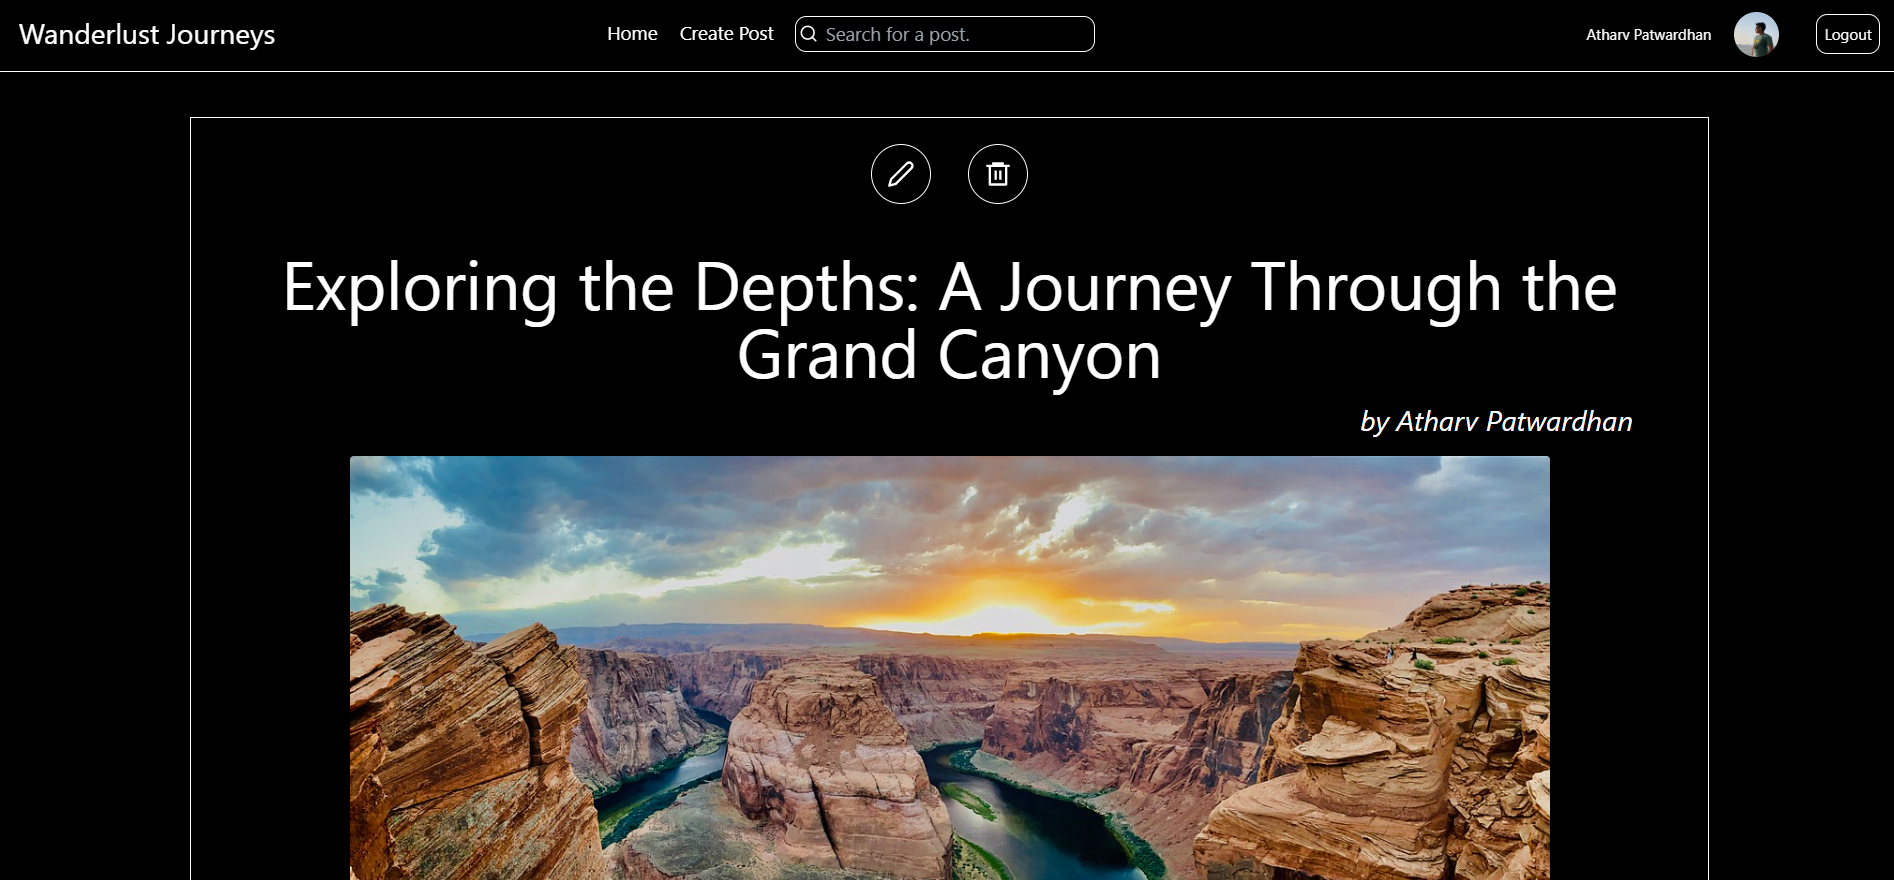 Wanderlust Journeys
Home
Create Post
Search for a post.
Atharv Patwardhan
Logout
Exploring the Depths: A Journey Through the
Grand Canyon
by Atharv Patwardhan